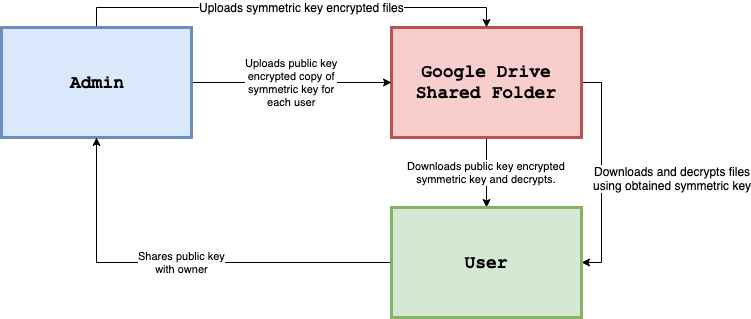 Uploads symmetric key encrypted files
Admin
Uploads public key
encrypted copy of
symmetric key for
each user
Google Drive
Shared Folder
Downloads public key encrypted
symmetric key and decrypts.
Downloads and decrypts files
using obtained symmetric key
User
Shares public key
with owner